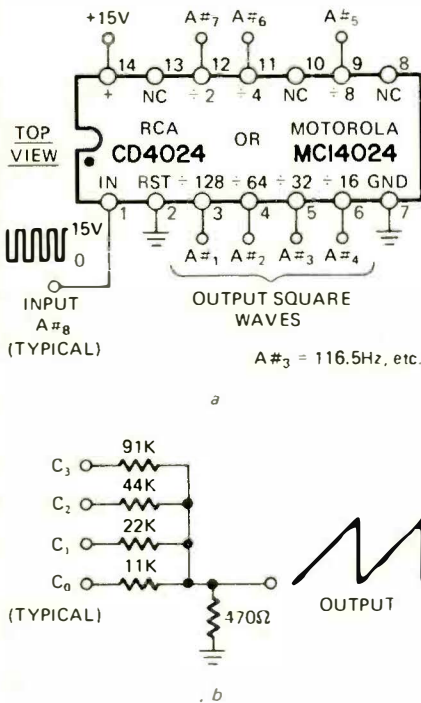 +15V A#7 A#6 A#5
14 13 12 11 10 9 8
+ NC ÷2 ÷4 NC ÷8 NC
TOP VIEW
RCA OR MOTOROLA
CD4024 MC14024
IN RST ÷128 ÷64 ÷32 ÷16 GND
1 2 3 4 5 6 7
15V
0
A#1 A#2 A#3 A#4
INPUT
A#8
(TYPICAL)
OUTPUT SQUARE
WAVES
A#3 = 116.5Hz, etc.
a
91K
C3
44K
C2
22K
C1
11K
C0
(TYPICAL)
470Ω
OUTPUT
b